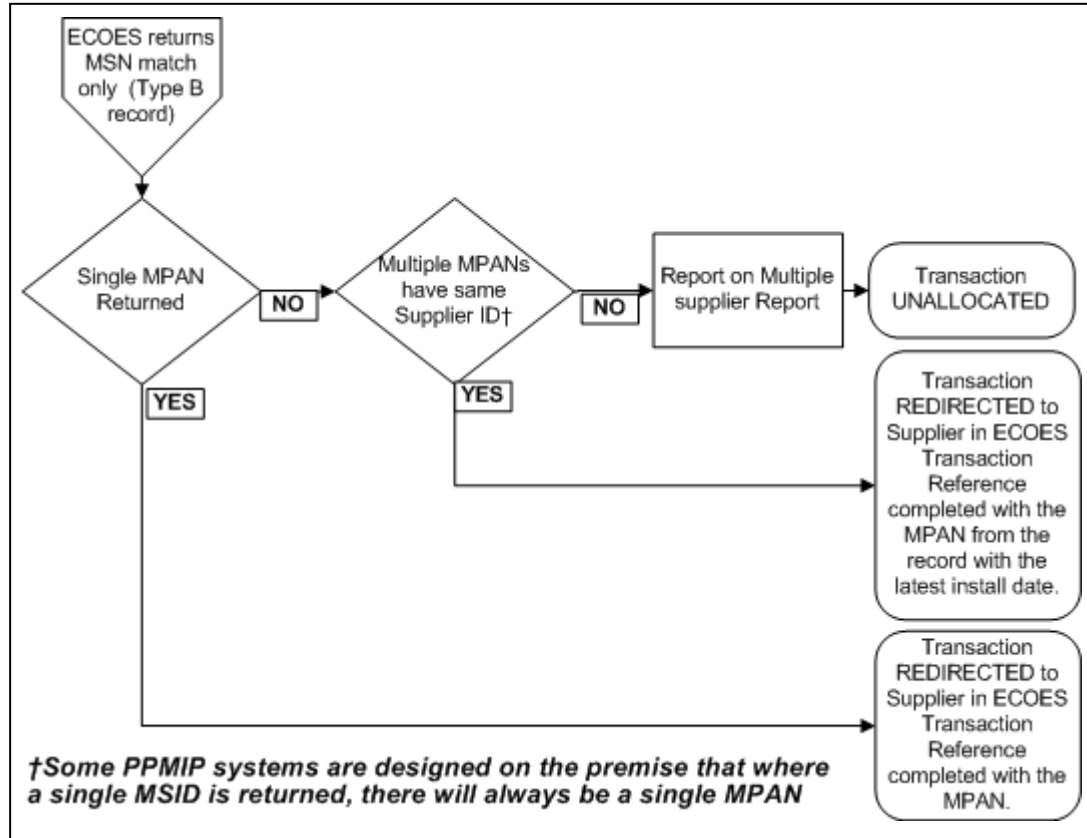 ECOES returns
MSN match
only (Type B
record)
Single MPAN
Returned
NO
Multiple MPANs
have same
Supplier ID†
NO
Report on Multiple
supplier Report
Transaction
UNALLOCATED
YES
YES
Transaction
REDIRECTED to
Supplier in ECOES
Transaction
Reference
completed with the
MPAN from the
record with the
latest install date.
Transaction
REDIRECTED to
Supplier in ECOES
Transaction
Reference
completed with the
MPAN.
†Some PPMIP systems are designed on the premise that where
a single MSID is returned, there will always be a single MPAN